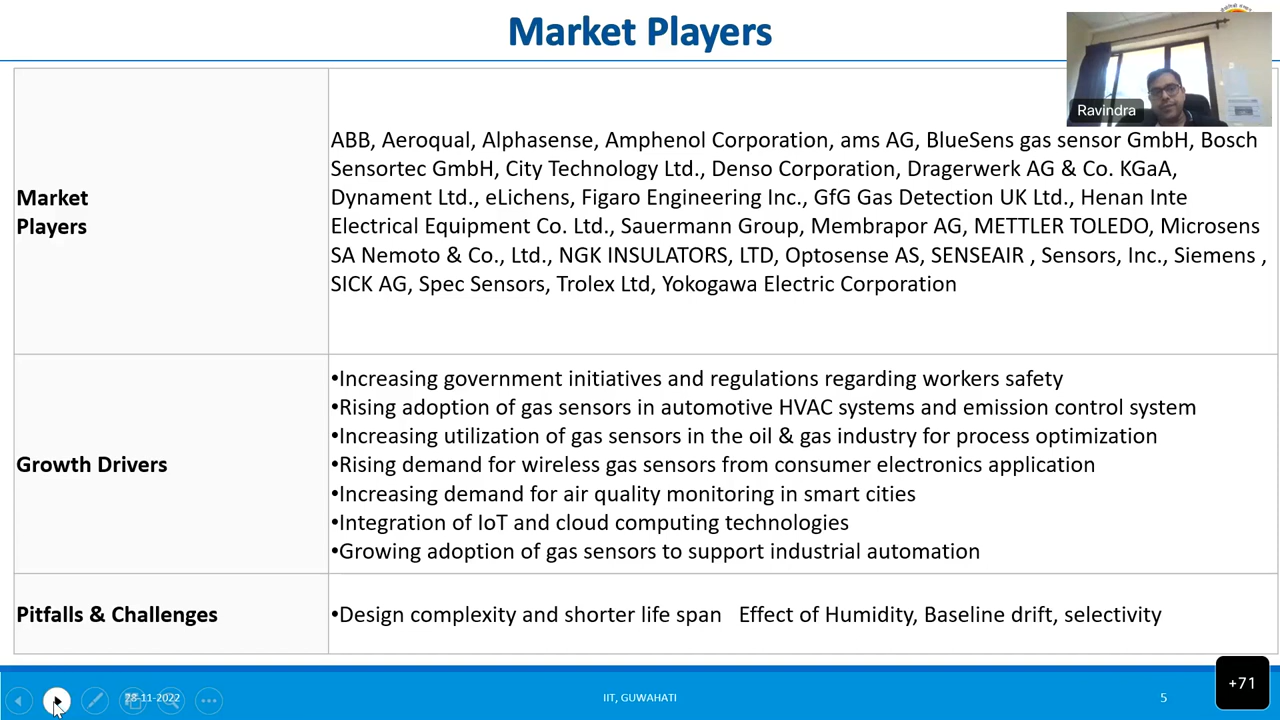 Market Players
Ravindra
Market
Players
ABB, Aeroqual, Alphasense, Amphenol Corporation, ams AG, BlueSens gas sensor GmbH, Bosch
Sensortec GmbH, City Technology Ltd., Denso Corporation, Dragerwerk AG & Co. KGaA,
Dynament Ltd., eLichens, Figaro Engineering Inc., GfG Gas Detection UK Ltd., Henan Inte
Electrical Equipment Co. Ltd., Sauermann Group, Membrapor AG, METTLER TOLEDO, Microsens
SA Nemoto & Co., Ltd., NGK INSULATORS, LTD, Optosense AS, SENSEAIR , Sensors, Inc., Siemens ,
SICK AG, Spec Sensors, Trolex Ltd, Yokogawa Electric Corporation
Growth Drivers
•Increasing government initiatives and regulations regarding workers safety
•Rising adoption of gas sensors in automotive HVAC systems and emission control system
•Increasing utilization of gas sensors in the oil & gas industry for process optimization
•Rising demand for wireless gas sensors from consumer electronics application
•Increasing demand for air quality monitoring in smart cities
•Integration of IoT and cloud computing technologies
•Growing adoption of gas sensors to support industrial automation
Pitfalls & Challenges
•Design complexity and shorter life span Effect of Humidity, Baseline drift, selectivity
28-11-2022
IIT, GUWAHATI
5
+71